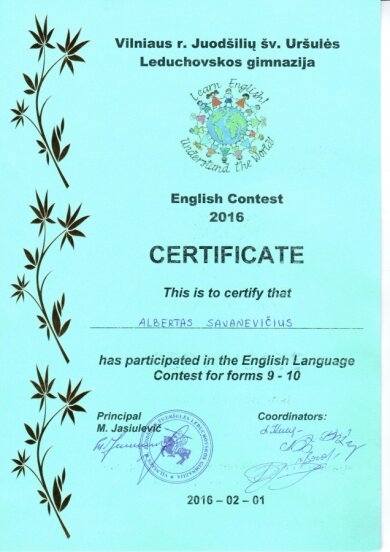 Vilniaus r. Juodšilių šv. Uršulės
Leduchovskos gimnazija
Learn English!
Understand the World!
English Contest
2016
CERTIFICATE
This is to certify that
ALBERTAS SAVANEVIČIUS
has participated in the English Language
Contest for forms 9 - 10
Principal
M. Jasiulevič
Coordinators:
2016 – 02 – 01